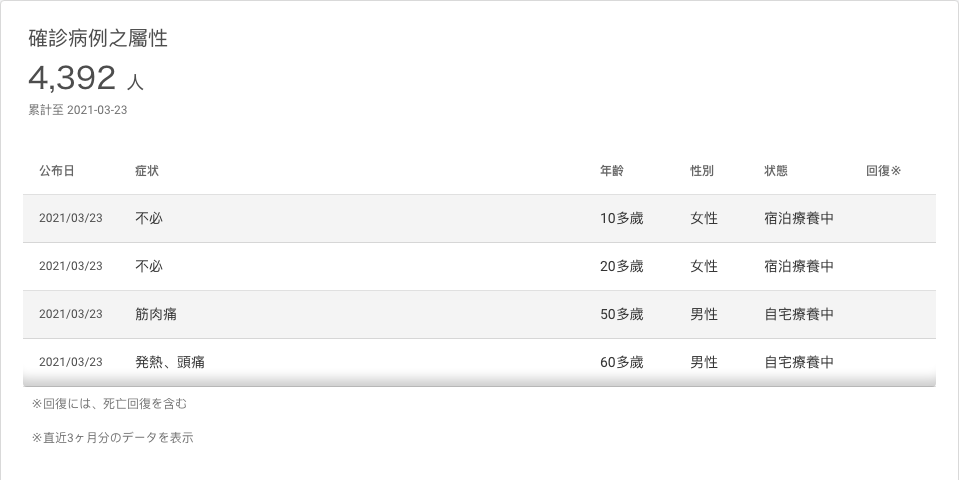 確診病例之屬性
4,392 人
累計至 2021-03-23
公布日 症状 年齡 性別 状態 回復※
2021/03/23 不必 10多歲 女性 宿泊療養中
2021/03/23 不必 20多歲 女性 宿泊療養中
2021/03/23 筋肉痛 50多歲 男性 自宅療養中
2021/03/23 発熱、頭痛 60多歲 男性 自宅療養中
※回復には、死亡回復を含む
※直近3ヶ月分のデータを表示